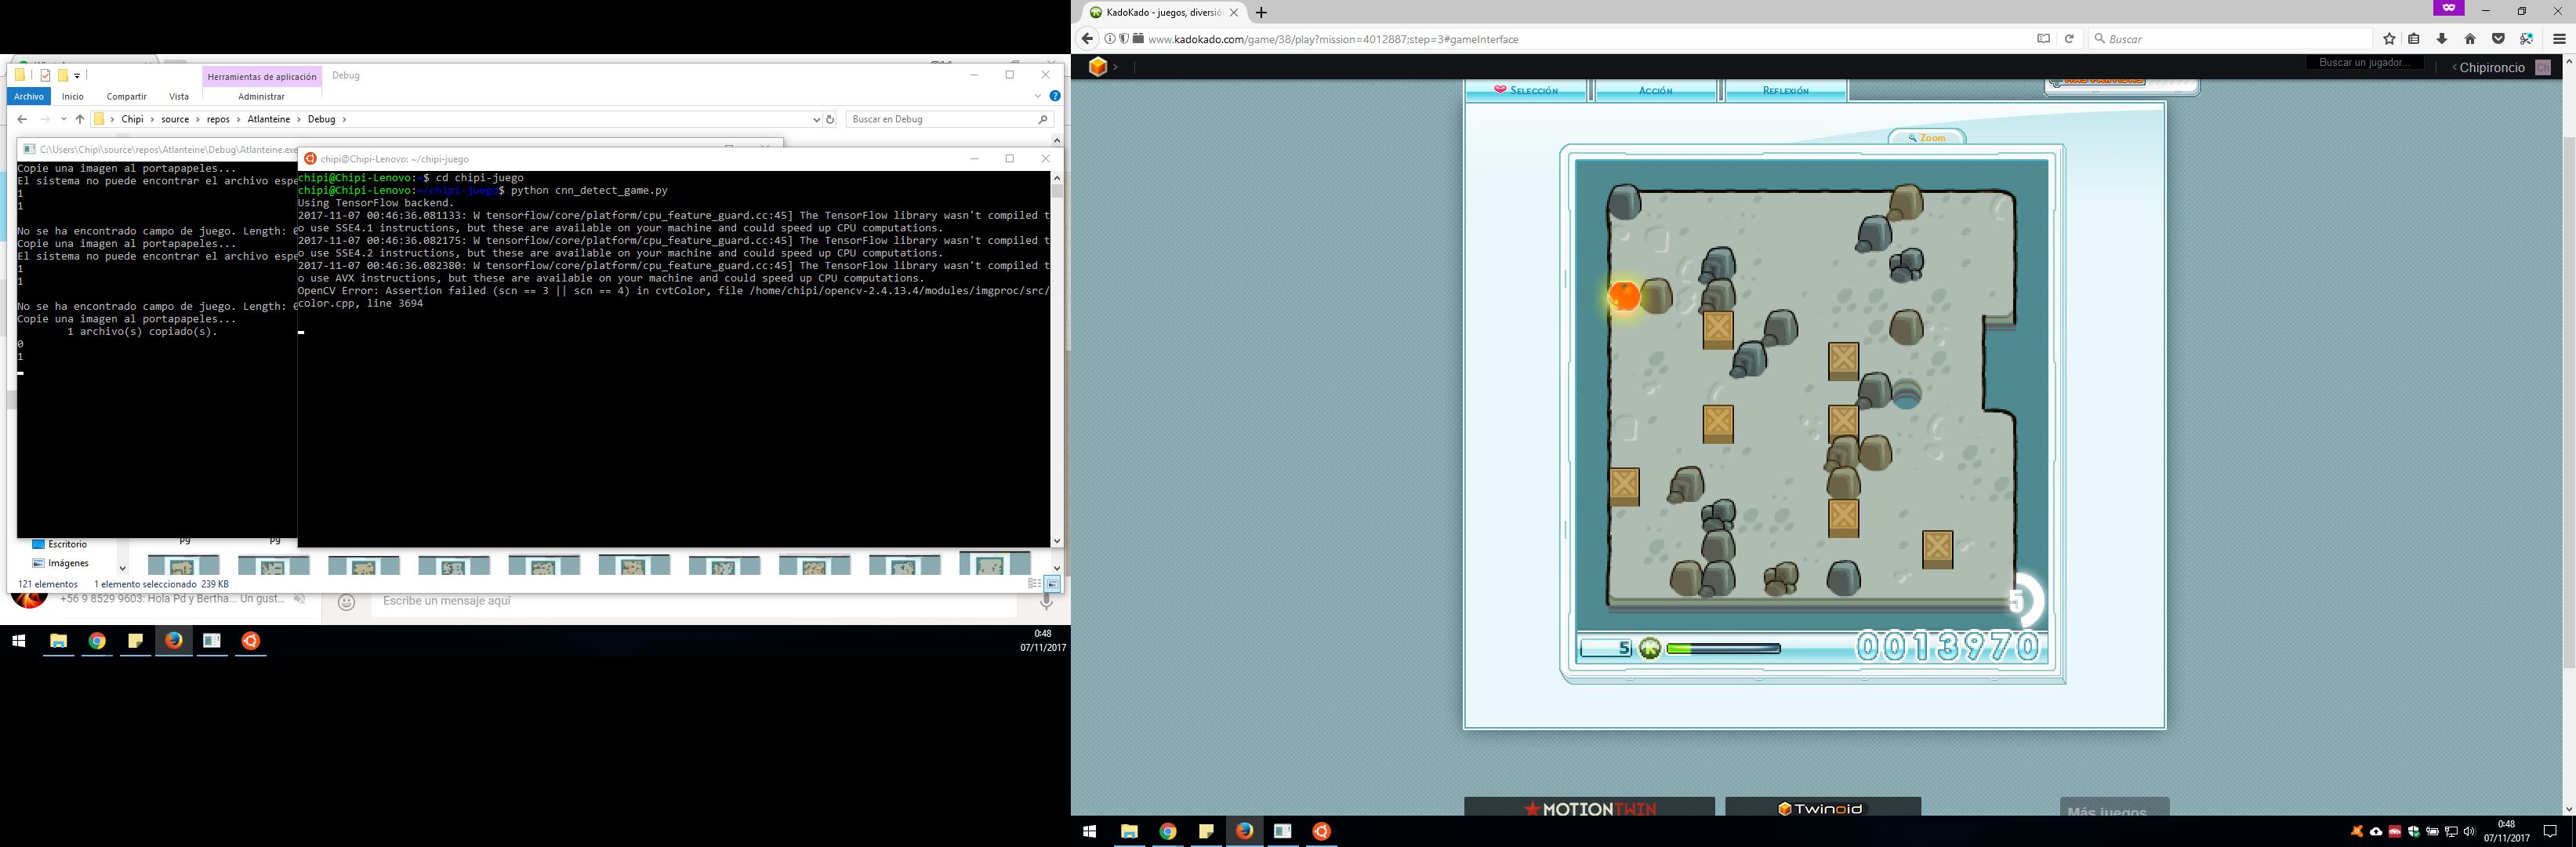 Herramientas de aplicación
Debug
Archivo
Inicio
Compartir
Vista
Administrar
Chipi > source > repos > Atlanteine > Debug >
Buscar en Debug
C:\Users\Chipi\source\repos\Atlanteine\Debug\Atlanteine.exe
Copie una imagen al portapapeles...
El sistema no puede encontrar el archivo espe
1
1
No se ha encontrado campo de juego. Length:
Copie una imagen al portapapeles...
El sistema no puede encontrar el archivo espe
1
1
No se ha encontrado campo de juego. Length:
Copie una imagen al portapapeles...
1 archivo(s) copiado(s).
0
1
chipi@Chipi-Lenovo: ~/chipi-juego
chipi@Chipi-Lenovo:~$ cd chipi-juego
chipi@Chipi-Lenovo:~/chipi-juego$ python cnn_detect_game.py
Using TensorFlow backend.
2017-11-07 00:46:36.081133: W tensorflow/core/platform/cpu_feature_guard.cc:45] The TensorFlow library wasn't compiled t
o use SSE4.1 instructions, but these are available on your machine and could speed up CPU computations.
2017-11-07 00:46:36.082175: W tensorflow/core/platform/cpu_feature_guard.cc:45] The TensorFlow library wasn't compiled t
o use SSE4.2 instructions, but these are available on your machine and could speed up CPU computations.
2017-11-07 00:46:36.082380: W tensorflow/core/platform/cpu_feature_guard.cc:45] The TensorFlow library wasn't compiled t
o use AVX instructions, but these are available on your machine and could speed up CPU computations.
OpenCV Error: Assertion failed (scn == 3 || scn == 4) in cvtColor, file /home/chipi/opencv-2.4.13.4/modules/imgproc/src/
color.cpp, line 3694
Escritorio
Imágenes
121 elementos
1 elemento seleccionado 239 KB
+56 9 8529 9603: Hola Pd y Bertha... Un gust...
Escribe un mensaje aquí
0:48
07/11/2017
KadoKado - juegos, diversió
www.kadokado.com/game/38/play?mission=4012887;step=3#gameInterface
Buscar
Buscar un jugador...
Chipironcio
Ch
Selección
Acción
Reflexión
Zoom
5
5
K
0013970
MOTIONTWIN
Twinoid
Más juegos
0:48
07/11/2017